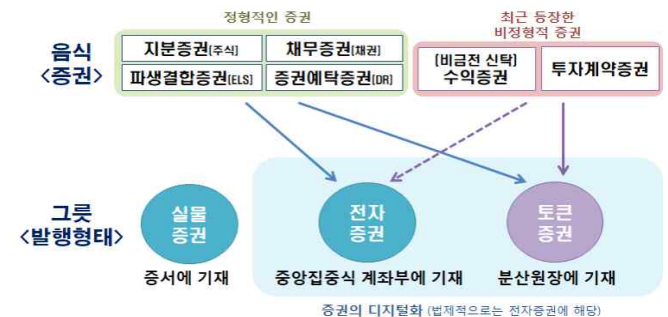 정형적인 증권
최근 등장한
비정형적 증권
음식
<증권>
지분증권[주식]
채무증권[채권]
파생결합증권[ELS]
증권예탁증권[DR]
[비금전 신탁]
수익증권
투자계약증권
그릇
<발행형태>
실물
증권
전자
증권
토큰
증권
증서에 기재
중앙집중식 계좌부에 기재
분산원장에 기재
증권의 디지털화 (법제적으로는 전자증권에 해당)